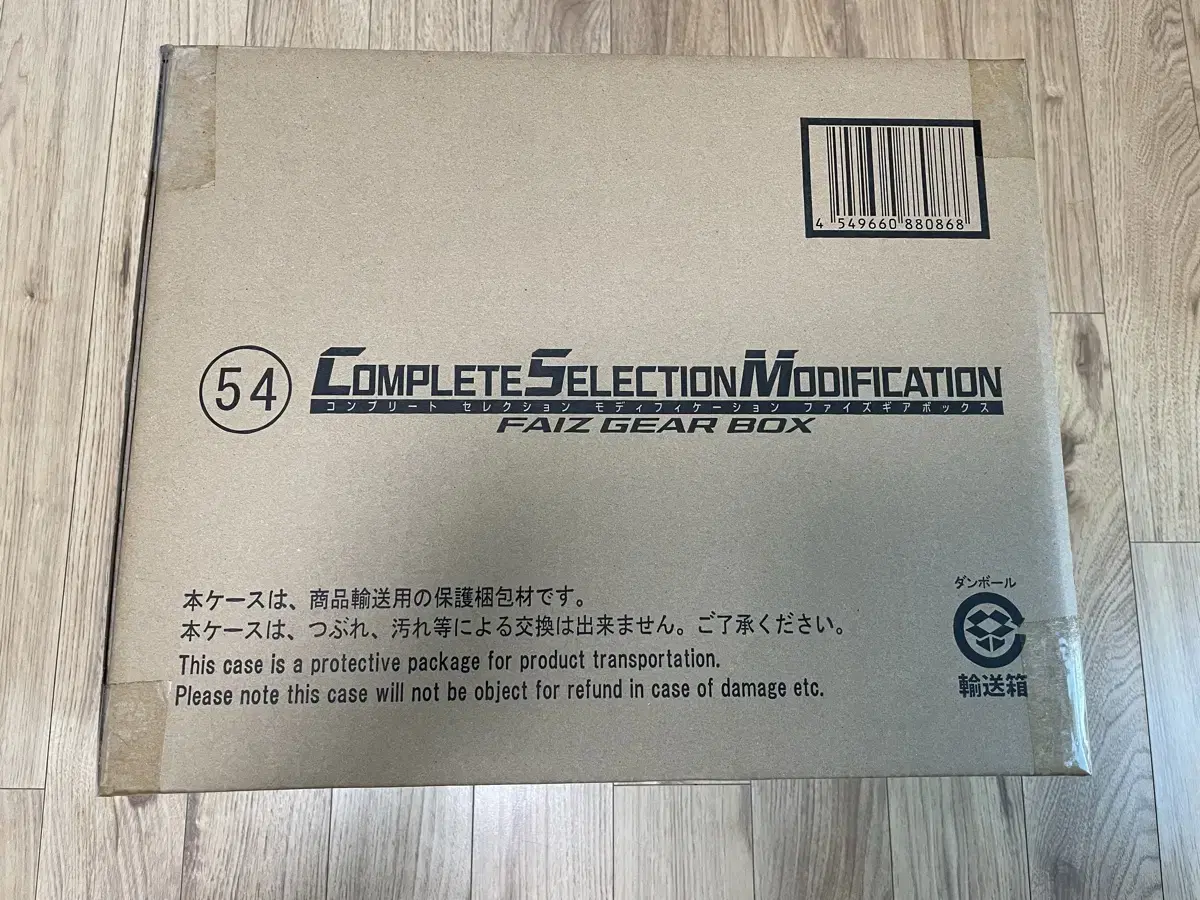 4 549660 880868
54
COMPLETE SELECTION MODIFICATION
コンプリート セレクション モディフィケーション ファイズギアボックス
FAIZ GEAR BOX
本ケースは、商品輸送用の保護梱包材です。
本ケースは、つぶれ、汚れ等による交換は出来ません。ご了承ください。
This case is a protective package for product transportation.
Please note this case will not be object for refund in case of damage etc.
ダンボール
輸送箱